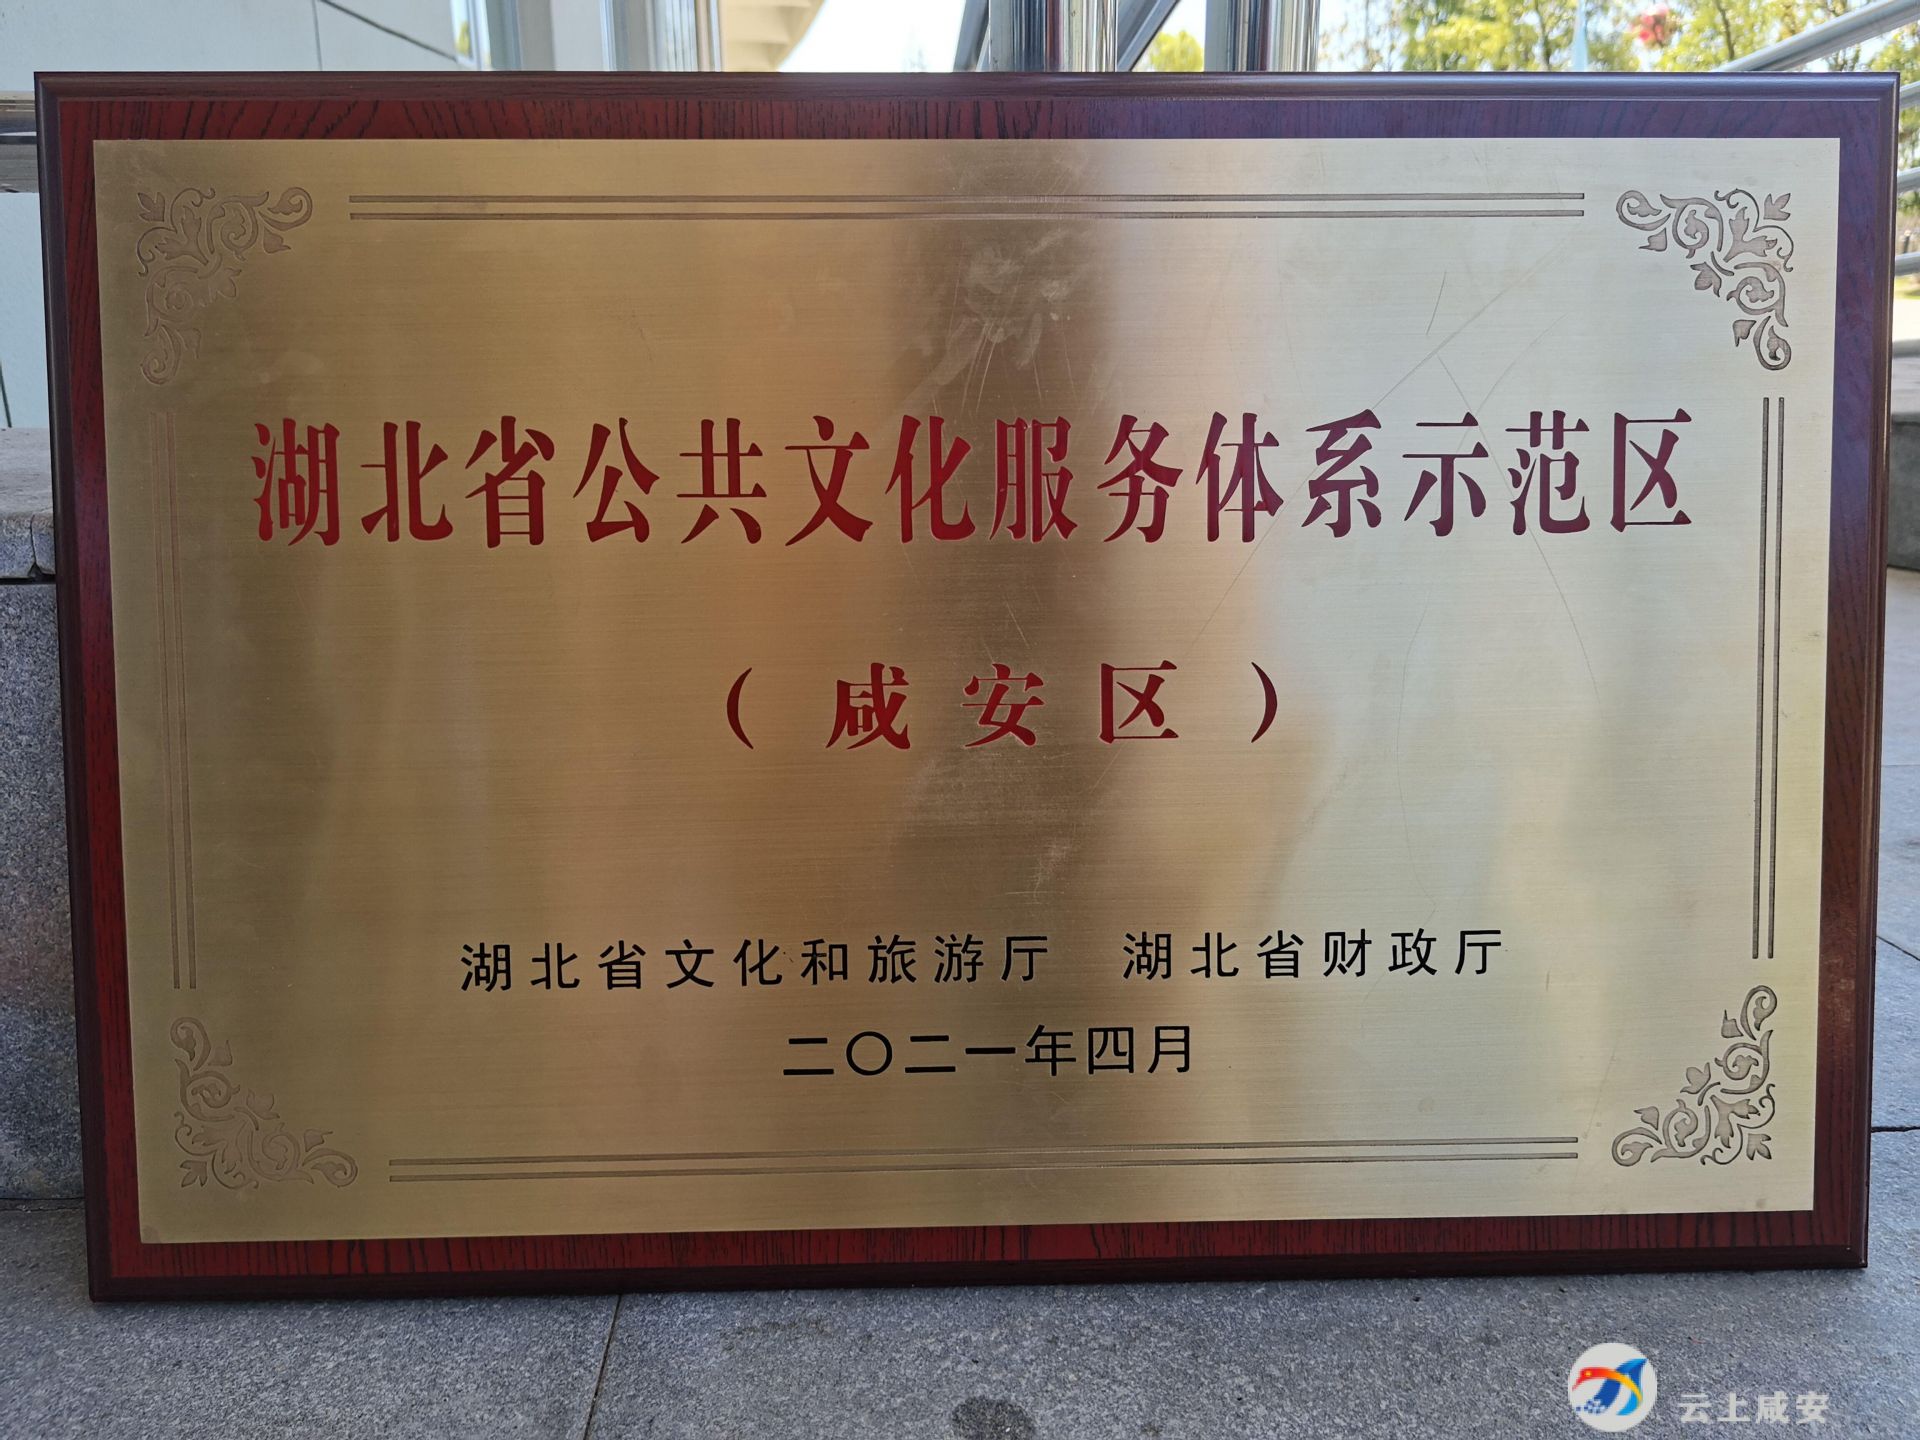 湖北省公共文化服务体系示范区
（咸安区）
湖北省文化和旅游厅 湖北省财政厅
二〇二一年四月
云上咸安